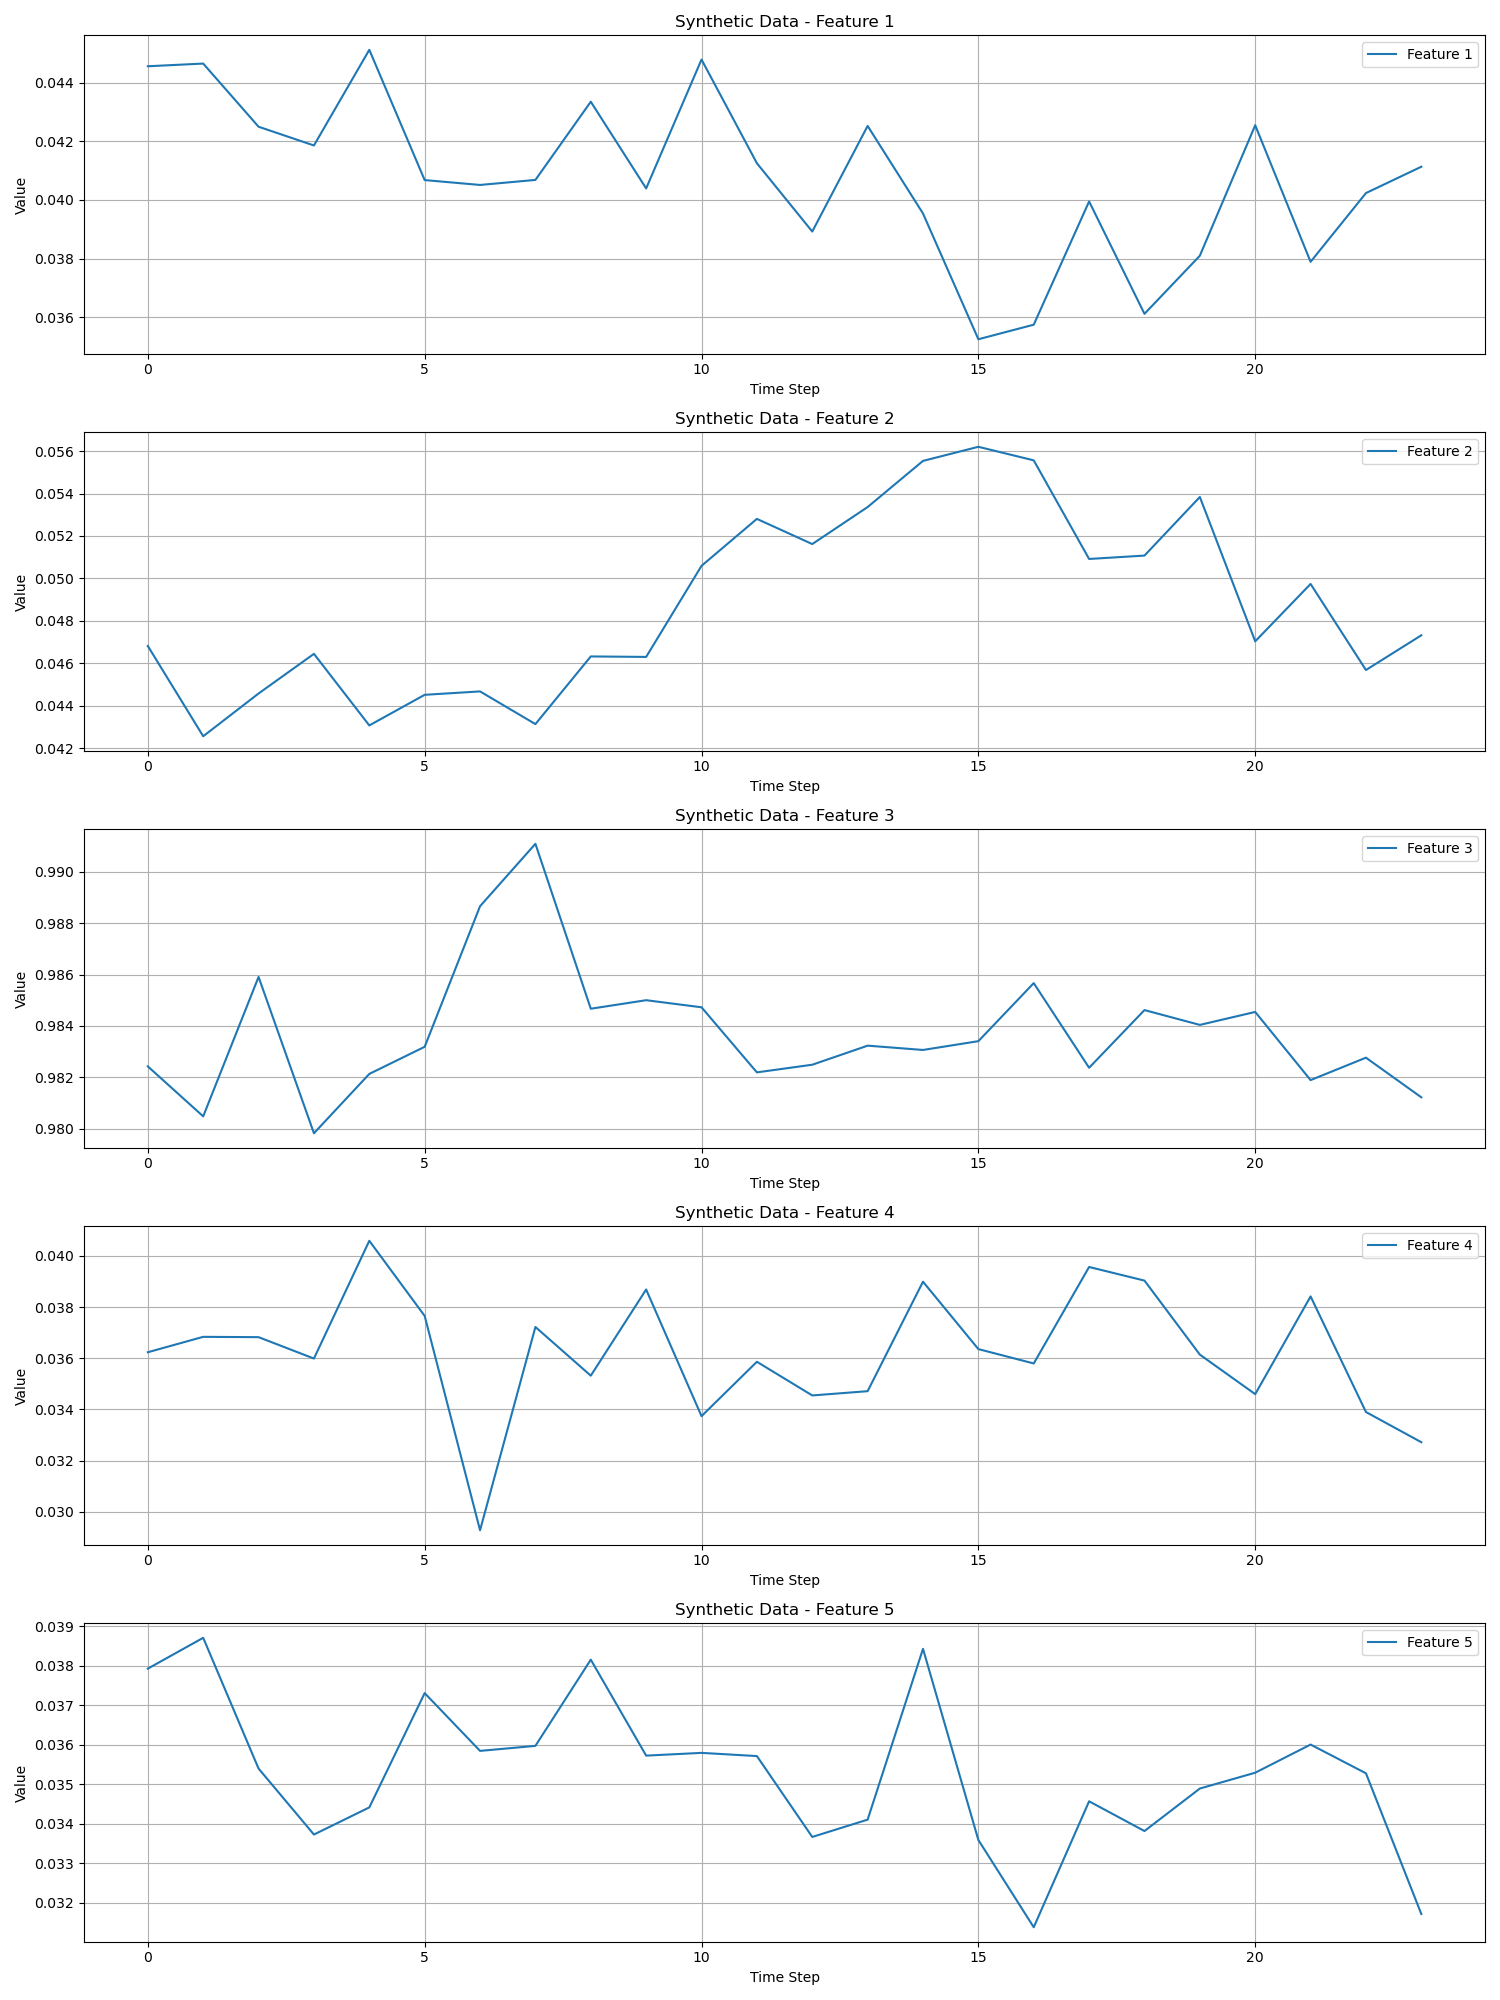 Synthetic Data - Feature 1
Feature 1
Value
0.044
0.042
0.040
0.038
0.036
0 5 10 15 20
Time Step
Synthetic Data - Feature 2
Feature 2
Value
0.056
0.054
0.052
0.050
0.048
0.046
0.044
0.042
0 5 10 15 20
Time Step
Synthetic Data - Feature 3
Feature 3
Value
0.990
0.988
0.986
0.984
0.982
0.980
0 5 10 15 20
Time Step
Synthetic Data - Feature 4
Feature 4
Value
0.040
0.038
0.036
0.034
0.032
0.030
0 5 10 15 20
Time Step
Synthetic Data - Feature 5
Feature 5
Value
0.039
0.038
0.037
0.036
0.035
0.034
0.033
0.032
0 5 10 15 20
Time Step